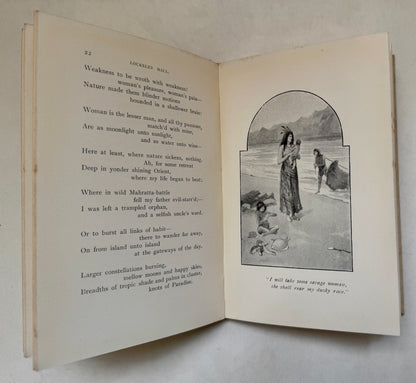 22
LOCKSLEY HALL.
Weakness to be wroth with weakness!
woman's pleasure, woman's pain—
Nature made them blinder motions
bounded in a shallower brain:
Woman is the lesser man, and all thy passions,
match'd with mine,
Are as moonlight unto sunlight,
and as water unto wine—
Here at least, where nature sickens, nothing.
Ah, for some retreat
Deep in yonder shining Orient,
where my life began to beat;
Where in wild Mahratta-battle
fell my father evil-starr'd;—
I was left a trampled orphan,
and a selfish uncle's ward.
Or to burst all links of habit—
there to wander far away,
On from island unto island
at the gateways of the day.
Larger constellations burning,
mellow moons and happy skies,
Breadths of tropic shade and palms in cluster,
knots of Paradise.
"I will take some savage woman,
she shall rear my dusky race."